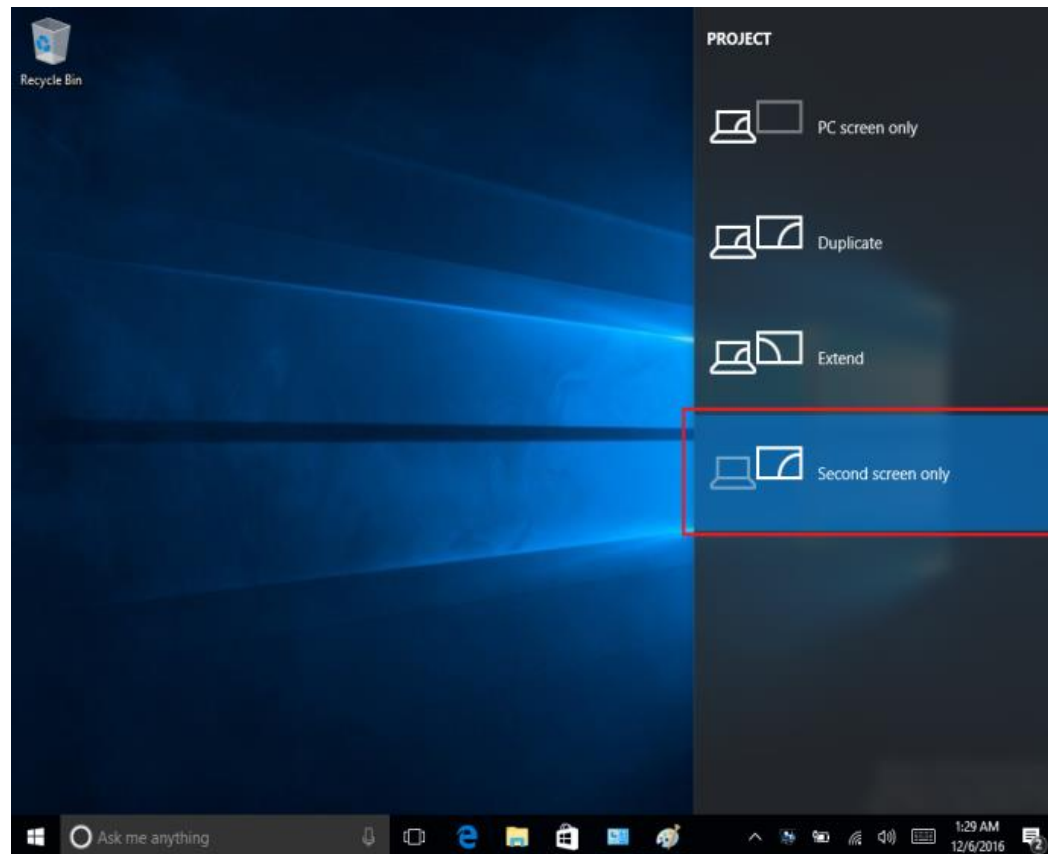 Recycle Bin
PROJECT
PC screen only
Duplicate
Extend
Second screen only
Ask me anything
1:29 AM
12/6/2016
2